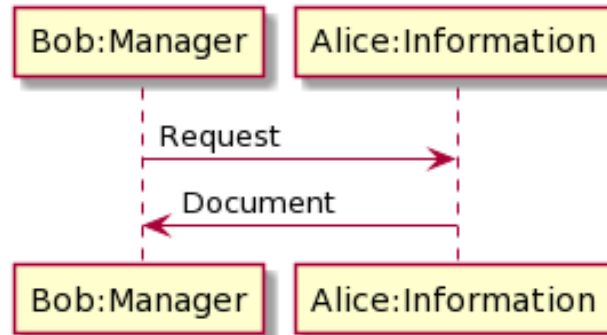 Bob:Manager
Alice:Information
Request
Document
Bob:Manager
Alice:Information